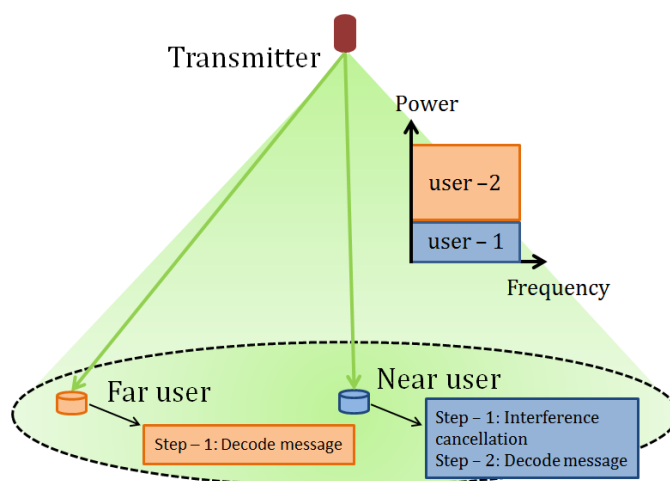 Transmitter
Power
user – 2
user – 1
Frequency
Far user
Near user
Step – 1: Decode message
Step – 1: Interference
cancellation
Step – 2: Decode message